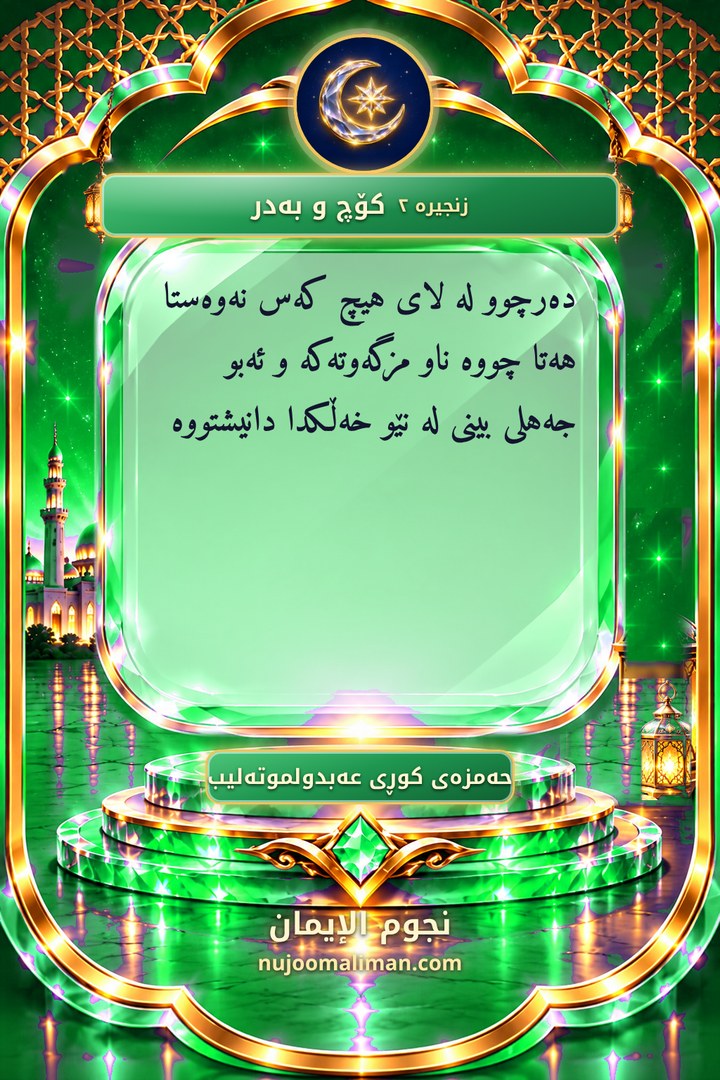 زنجیرە ٢ کۆچ و بەدر
دەرچوو لە لای هیچ کەس نەوەستا
هەتا چووە ناو مزگەوتەکە و ئەبو
جەهلی بینی لە نێو خەڵکدا دانیشتووە
حەمزەی کوڕی عەبدولموتەلیب
نجوم الإيمان
nujoomaliman.com